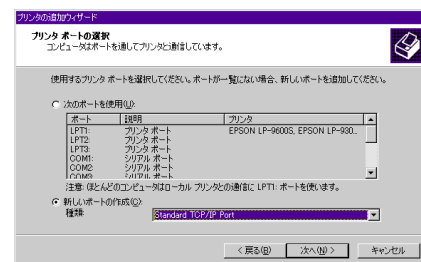 プリンタの追加ウィザード
プリンタ ポートの選択
コンピュータはポートを通してプリンタと通信しています。
使用するプリンタ ポートを選択してください。ポートが一覧にない場合、新しいポートを追加してください。
次のポートを使用(U):
ポート 説明 プリンタ
LPT1: プリンタ ポート EPSON LP-9600S, EPSON LP-930...
LPT2: プリンタ ポート
LPT3: プリンタ ポート
COM1: シリアル ポート
COM2: シリアル ポート
COM3: シリアル ポート
注意: ほとんどのコンピュータはローカル プリンタとの通信に LPT1: ポートを使います。
新しいポートの作成(C):
種類: Standard TCP/IP Port
< 戻る(B) 次へ(N) > キャンセル